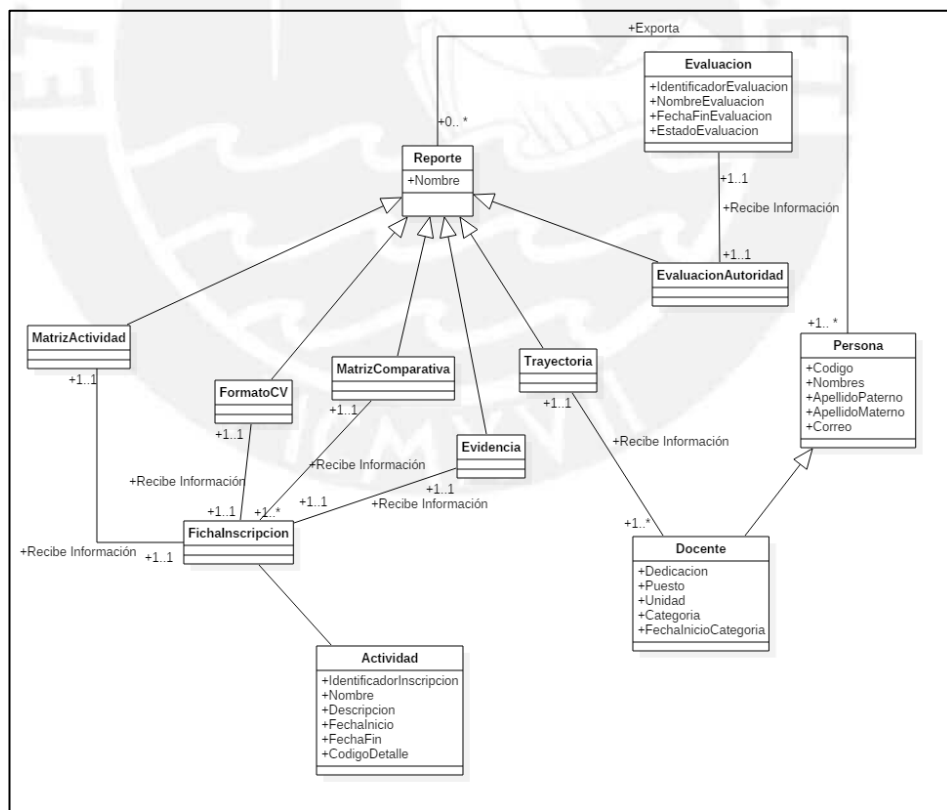 +Exporta
Evaluacion
+IdentificadorEvaluacion
+NombreEvaluacion
+FechaFinEvaluacion
+EstadoEvaluacion
+0.. *
Reporte
+Nombre
+1..1
+Recibe Información
+1..1
EvaluacionAutoridad
MatrizActividad
+1..1
FormatoCV
+1..1
MatrizComparativa
+1..1
Trayectoria
+1..1
+1.. *
Persona
+Codigo
+Nombres
+ApellidoPaterno
+ApellidoMaterno
+Correo
Evidencia
+1..1
+Recibe Información
+Recibe Información
+Recibe Información
+Recibe Información
+1..1
+1..*
+1..1
FichaInscripcion
+Recibe Información
+1..1
+1..*
Docente
+Dedicacion
+Puesto
+Unidad
+Categoria
+FechaInicioCategoria
Actividad
+IdentificadorInscripcion
+Nombre
+Descripcion
+FechaInicio
+FechaFin
+CodigoDetalle